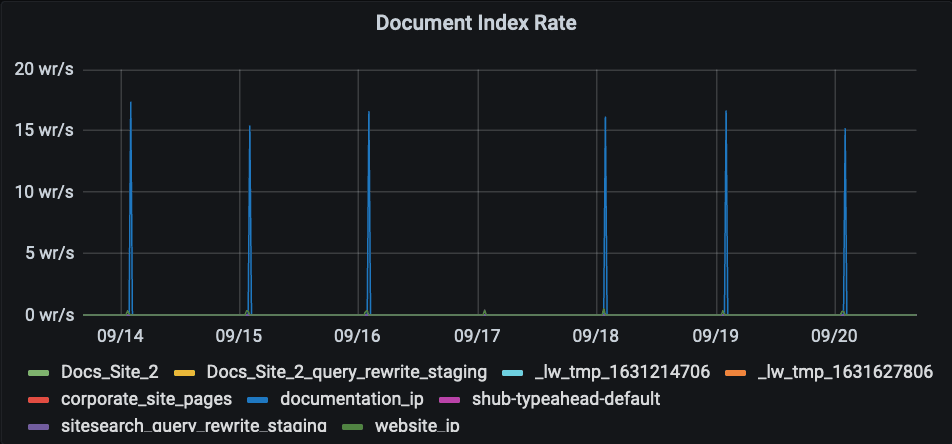 Document Index Rate
20 wr/s
15 wr/s
10 wr/s
5 wr/s
0 wr/s
09/14 09/15 09/16 09/17 09/18 09/19 09/20
Docs_Site_2 Docs_Site_2_query_rewrite_staging _lw_tmp_1631214706 _lw_tmp_1631627806
corporate_site_pages documentation_ip shub-typeahead-default
sitesearch_query_rewrite_staging website_ip